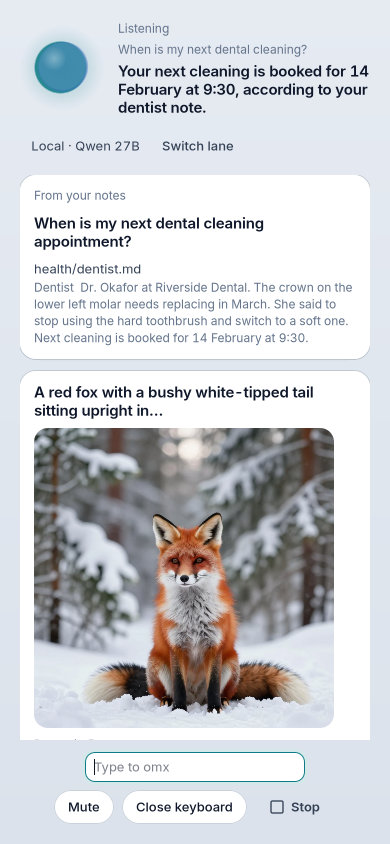 Listening
When is my next dental cleaning?
Your next cleaning is booked for 14
February at 9:30, according to your
dentist note.
Local · Qwen 27B
Switch lane
From your notes
When is my next dental cleaning
appointment?
health/dentist.md
Dentist  Dr. Okafor at Riverside Dental. The crown on the
lower left molar needs replacing in March. She said to
stop using the hard toothbrush and switch to a soft one.
Next cleaning is booked for 14 February at 9:30.
A red fox with a bushy white-tipped tail
sitting upright in...
Type to omx
Mute
Close keyboard
Stop